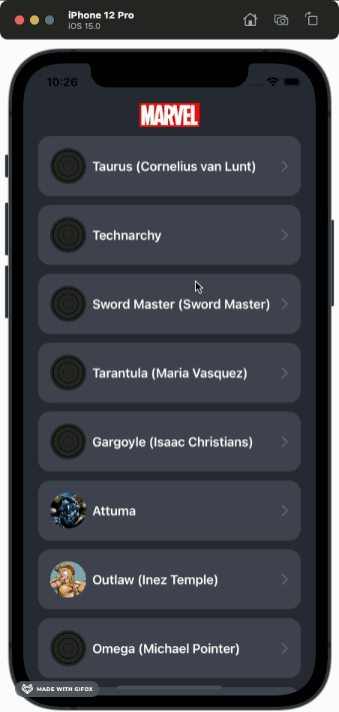 iPhone 12 Pro
iOS 15.0
10:26
MARVEL
Taurus (Cornelius van Lunt)
Technarchy
Sword Master (Sword Master)
Tarantula (Maria Vasquez)
Gargoyle (Isaac Christians)
Attuma
Outlaw (Inez Temple)
Omega (Michael Pointer)
MADE WITH GIFOX